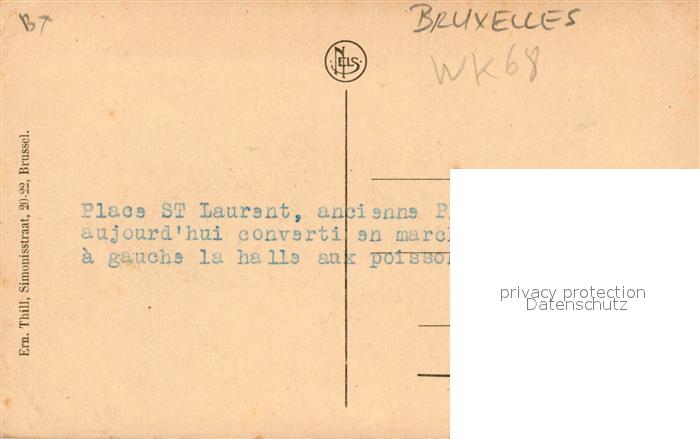 BT
BRUXELLES
WK68
NELS
Ern. Thill, Simonisstraat, 20-22, Brussel.
Place ST Laurent, ancienne
aujourd'hui converti en
à gauche la halle aux
privacy protection
Datenschutz